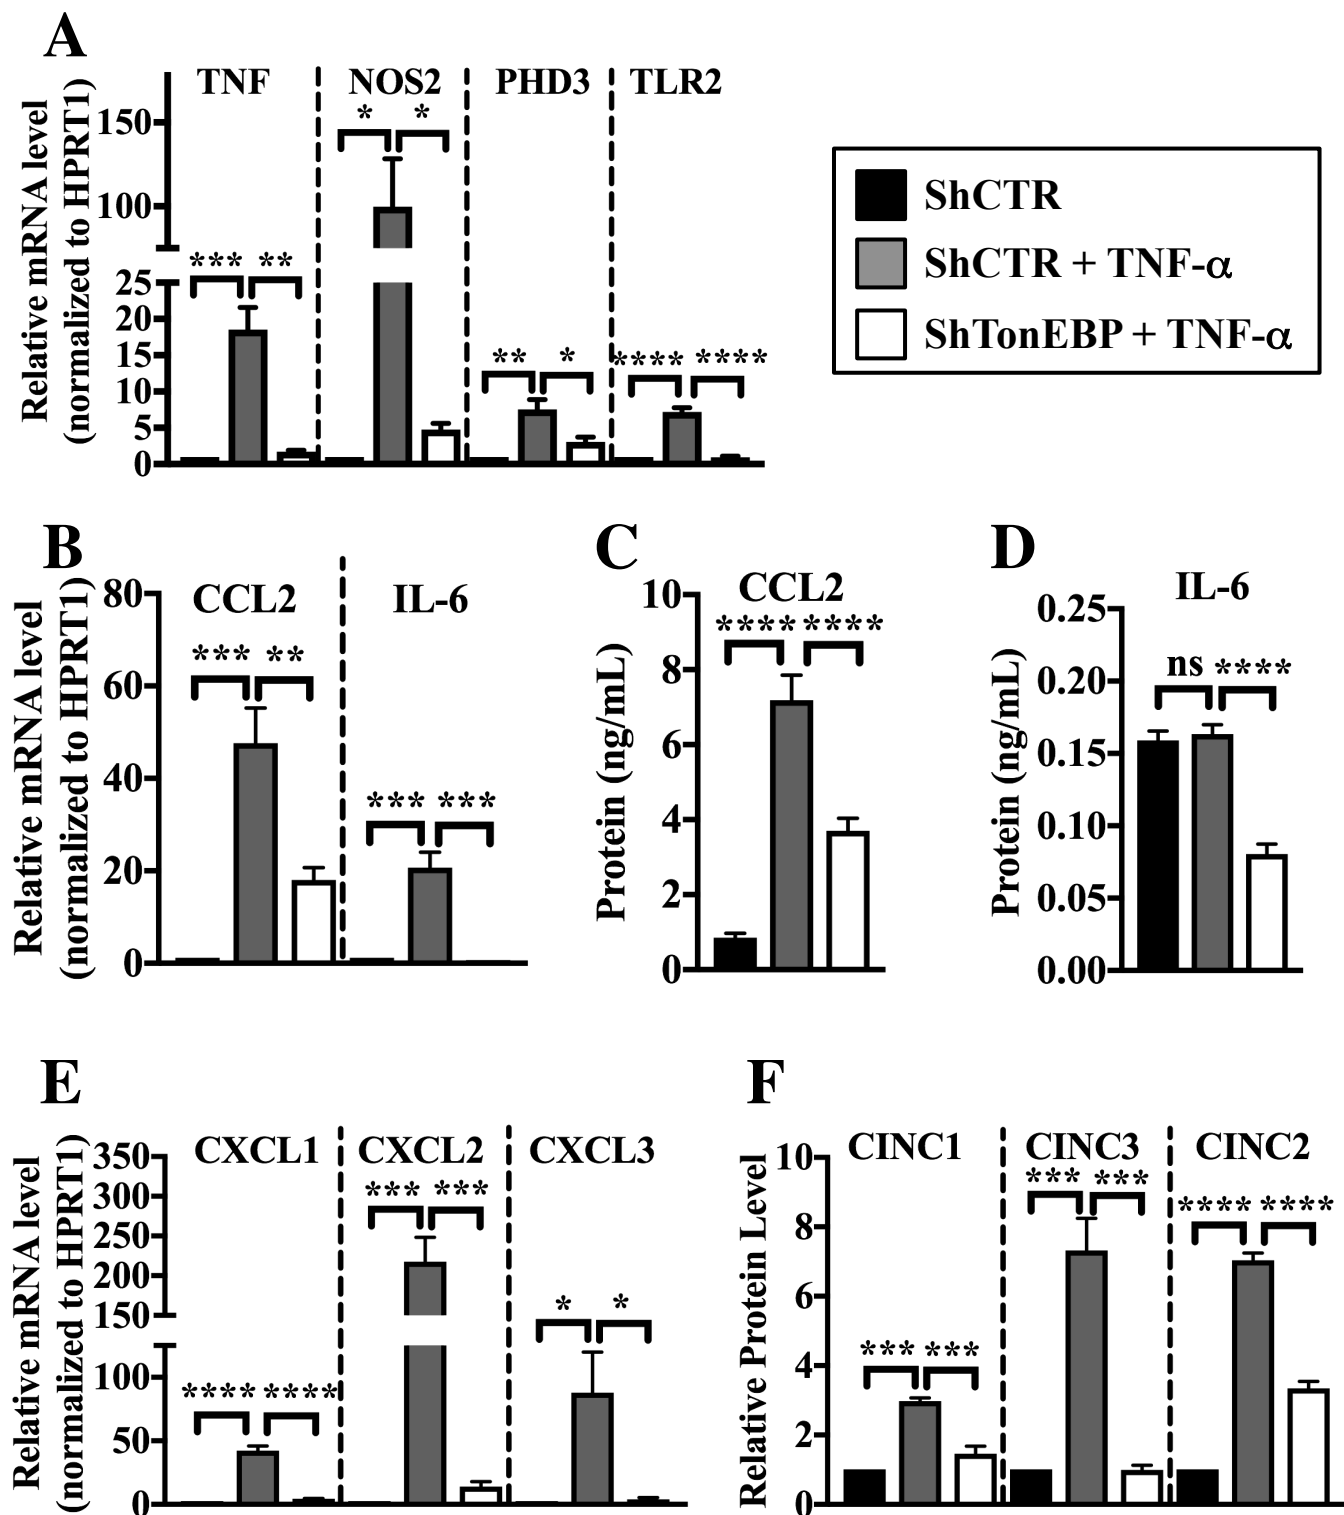 A
TNF NOS2 PHD3 TLR2
Relative mRNA level
(normalized to HPRT1)
150
100
25
20
15
10
5
0
*** ** * * ** * **** ****
ShCTR
ShCTR + TNF-α
ShTonEBP + TNF-α
B
CCL2 IL-6
Relative mRNA level
(normalized to HPRT1)
80
60
40
20
0
*** ** *** ***
C
CCL2
Protein (ng/mL)
10
8
6
4
2
0
**** ****
D
IL-6
Protein (ng/mL)
0.25
0.20
0.15
0.10
0.05
0.00
ns ****
E
CXCL1 CXCL2 CXCL3
Relative mRNA level
(normalized to HPRT1)
350
300
250
200
150
100
50
0
**** **** *** *** * *
F
CINC1 CINC3 CINC2
Relative Protein Level
10
8
6
4
2
0
*** *** *** *** **** ****